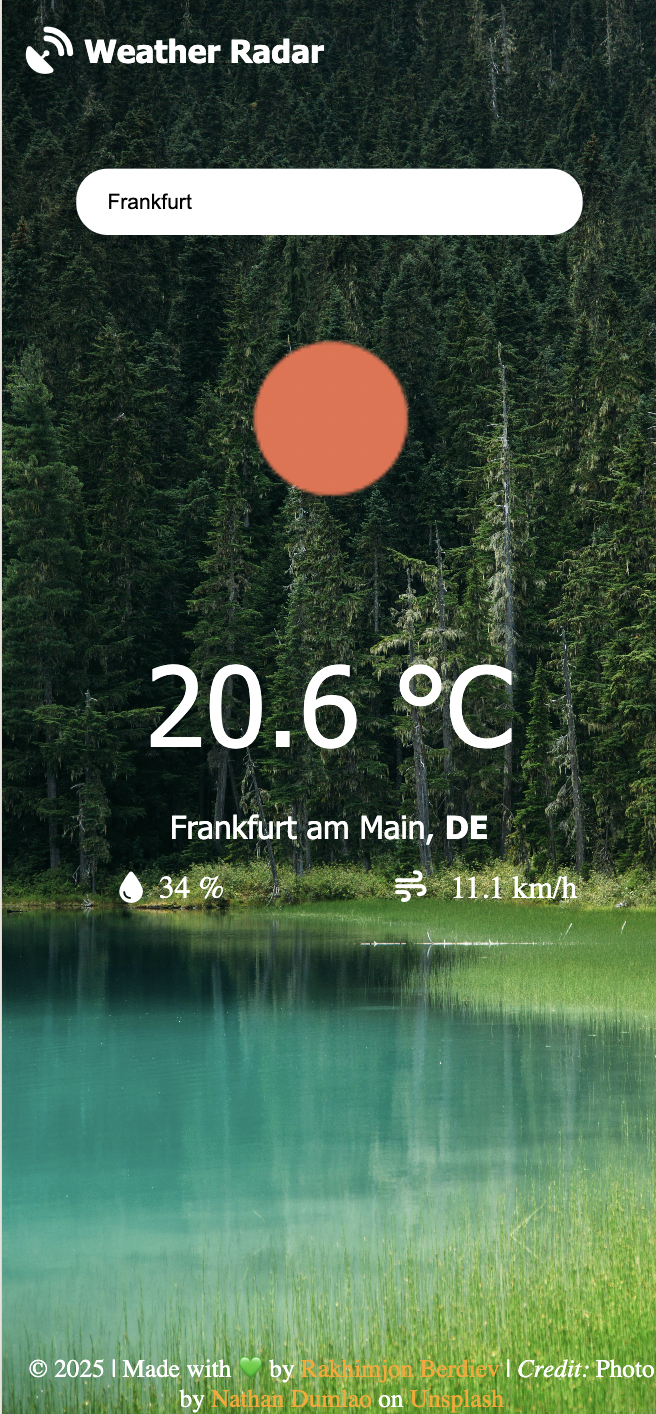 Weather Radar
Frankfurt
20.6 °C
Frankfurt am Main, DE
34 % 11.1 km/h
© 2025 | Made with 💚 by Rakhimjon Berdiev | Credit: Photo
by Nathan Dumlao on Unsplash